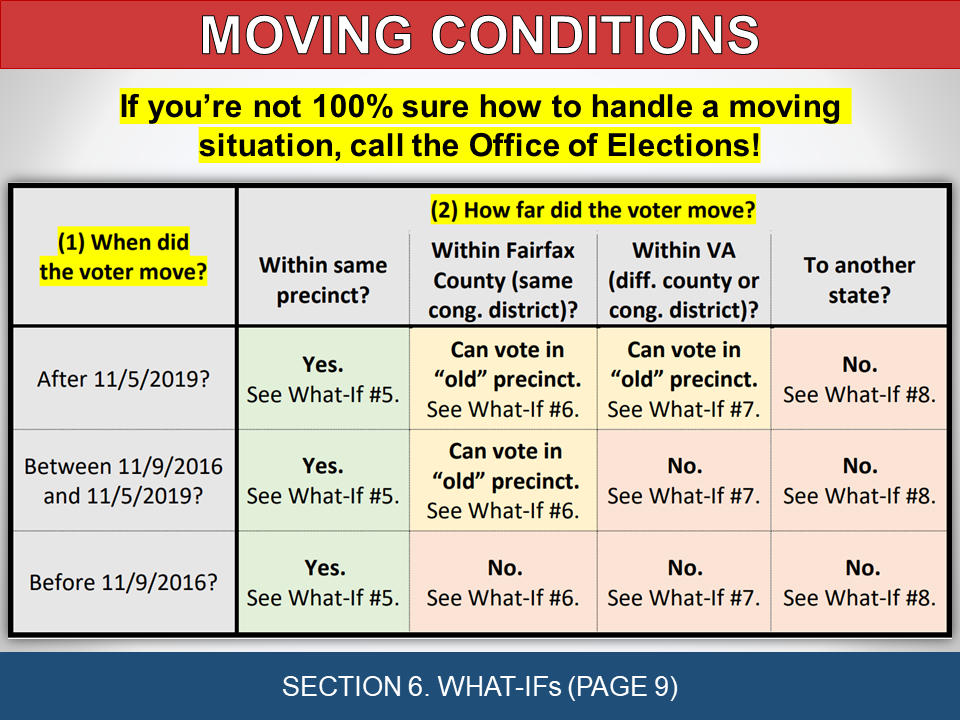 MOVING CONDITIONS
If you’re not 100% sure how to handle a moving
situation, call the Office of Elections!
(1) When did
the voter move?
(2) How far did the voter move?
Within same
precinct?
Within Fairfax
County (same
cong. district)?
Within VA
(diff. county or
cong. district)?
To another
state?
After 11/5/2019?
Yes.
See What-If #5.
Can vote in
“old” precinct.
See What-If #6.
Can vote in
“old” precinct.
See What-If #7.
No.
See What-If #8.
Between 11/9/2016
and 11/5/2019?
Yes.
See What-If #5.
Can vote in
“old” precinct.
See What-If #6.
No.
See What-If #7.
No.
See What-If #8.
Before 11/9/2016?
Yes.
See What-If #5.
No.
See What-If #6.
No.
See What-If #7.
No.
See What-If #8.
SECTION 6. WHAT-IFs (PAGE 9)